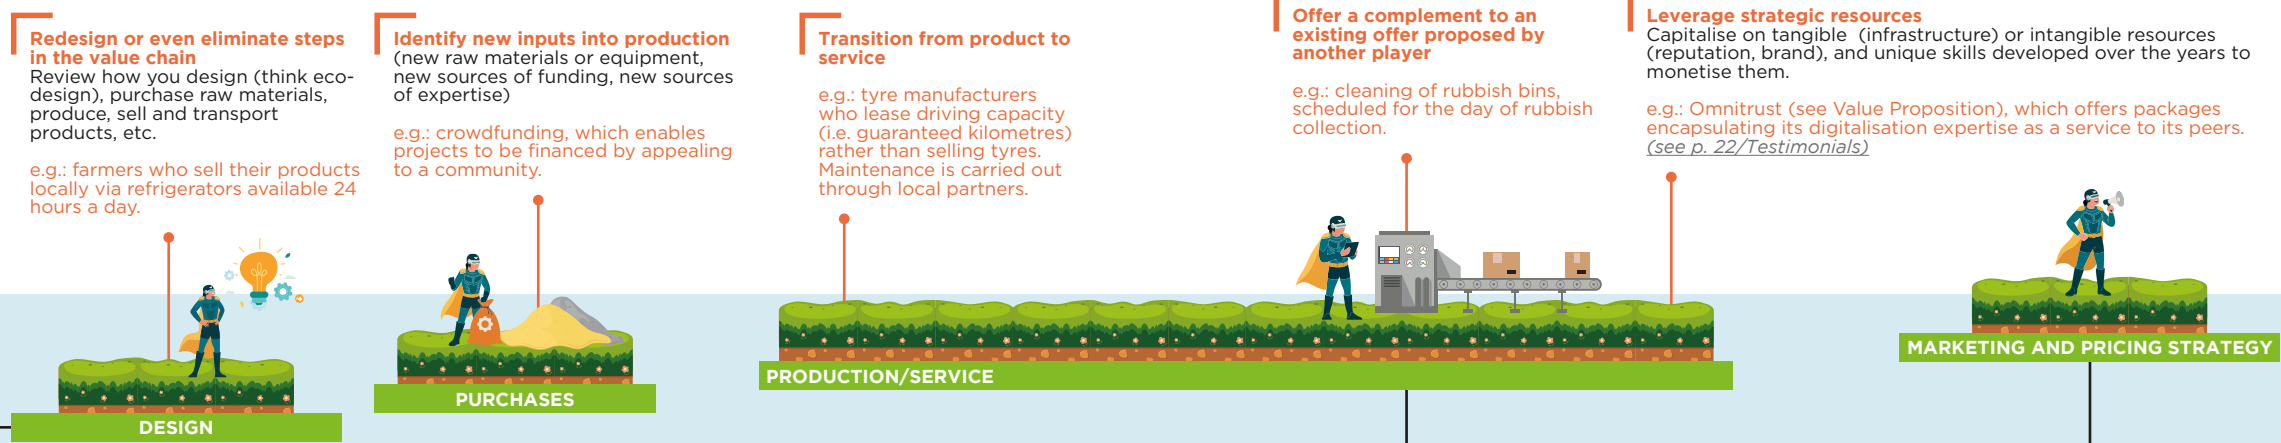 Redesign or even eliminate steps
in the value chain
Review how you design (think eco-
design), purchase raw materials,
produce, sell and transport
products, etc.
e.g.: farmers who sell their products
locally via refrigerators available 24
hours a day.
DESIGN
Identify new inputs into production
(new raw materials or equipment,
new sources of funding, new sources
of expertise)
e.g.: crowdfunding, which enables
projects to be financed by appealing
to a community.
PURCHASES
Transition from product to
service
e.g.: tyre manufacturers
who lease driving capacity
(i.e. guaranteed kilometres)
rather than selling tyres.
Maintenance is carried out
through local partners.
Offer a complement to an
existing offer proposed by
another player
e.g.: cleaning of rubbish bins,
scheduled for the day of rubbish
collection.
Leverage strategic resources
Capitalise on tangible  (infrastructure) or intangible resources
(reputation, brand), and unique skills developed over the years to
monetise them.
e.g.: Omnitrust (see Value Proposition), which offers packages
encapsulating its digitalisation expertise as a service to its peers.
(see p. 22/Testimonials)
PRODUCTION/SERVICE
MARKETING AND PRICING STRATEGY